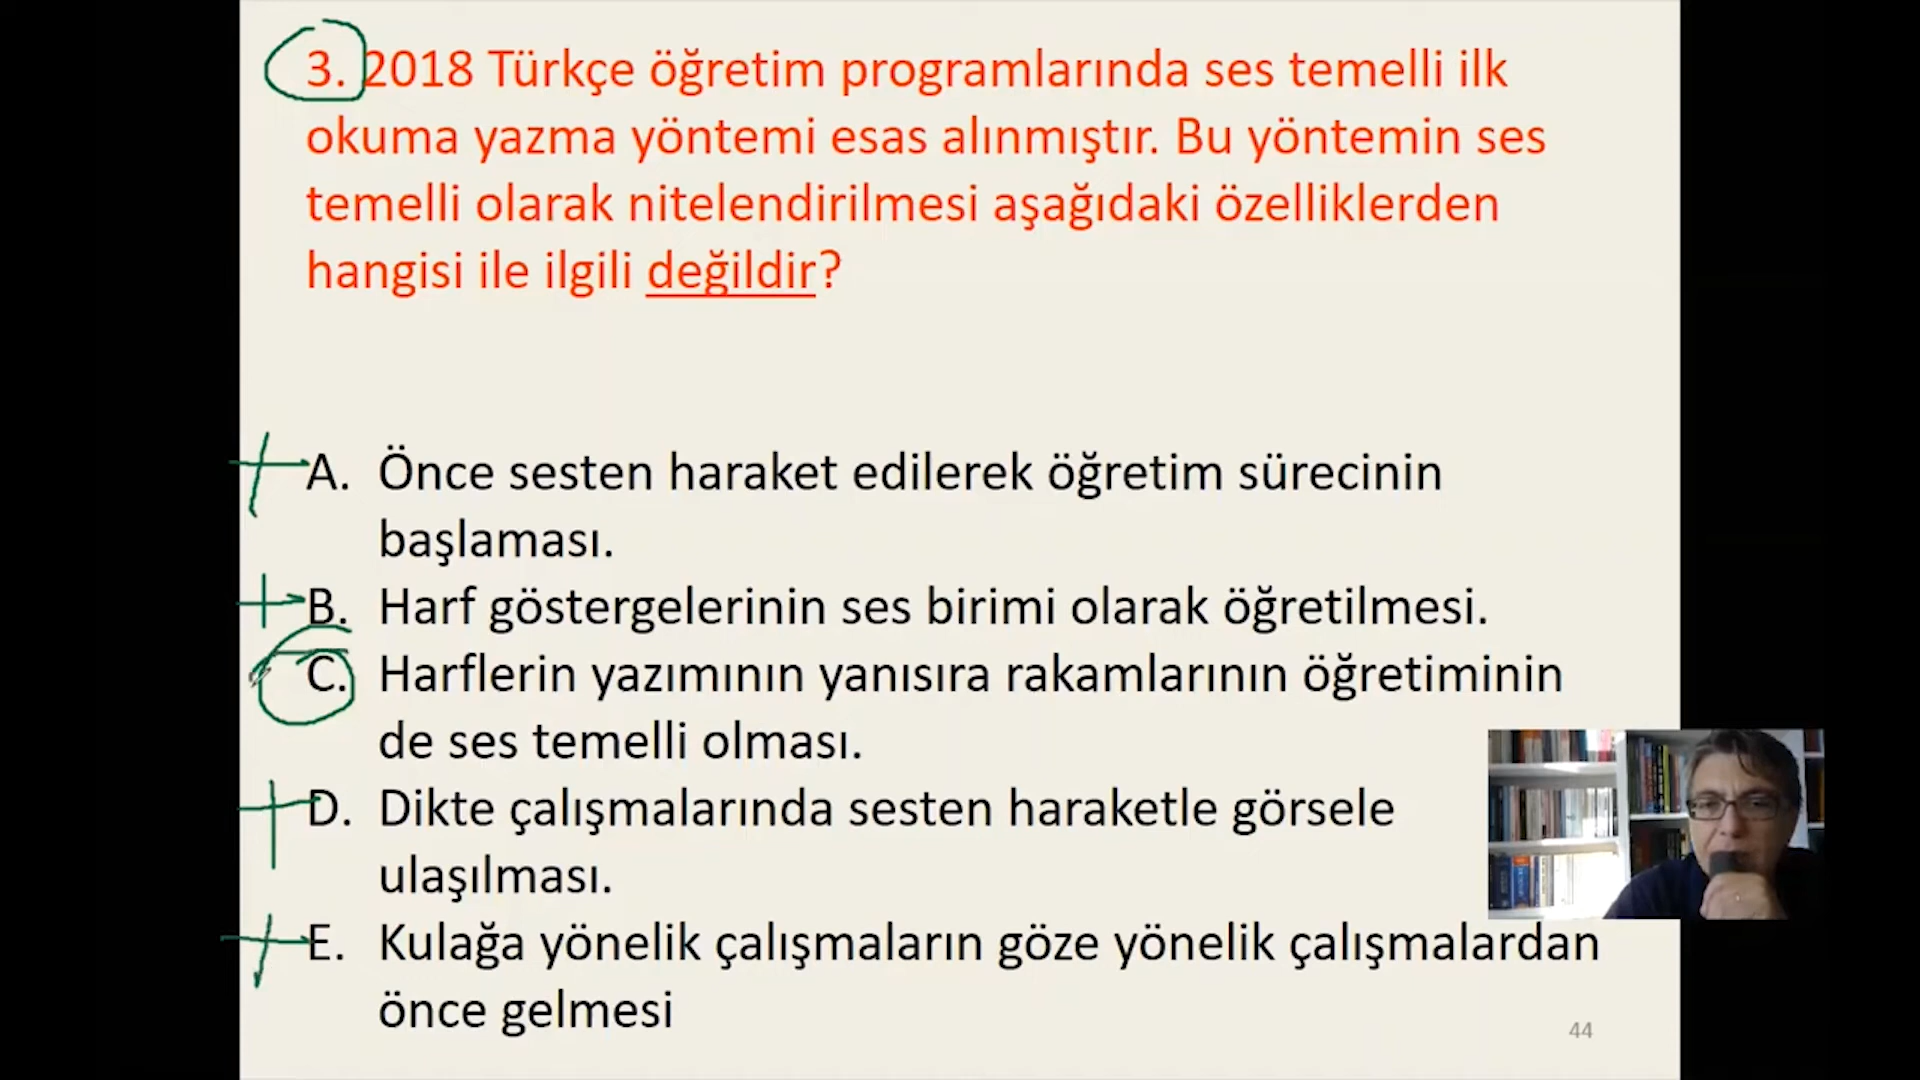 3. 2018 Türkçe öğretim programlarında ses temelli ilk
okuma yazma yöntemi esas alınmıştır. Bu yöntemin ses
temelli olarak nitelendirilmesi aşağıdaki özelliklerden
hangisi ile ilgili değildir?
A. Önce sesten haraket edilerek öğretim sürecinin
başlaması.
B. Harf göstergelerinin ses birimi olarak öğretilmesi.
C. Harflerin yazımının yanısıra rakamlarının öğretiminin
de ses temelli olması.
D. Dikte çalışmalarında sesten haraketle görsele
ulaşılması.
E. Kulağa yönelik çalışmaların göze yönelik çalışmalardan
önce gelmesi
44